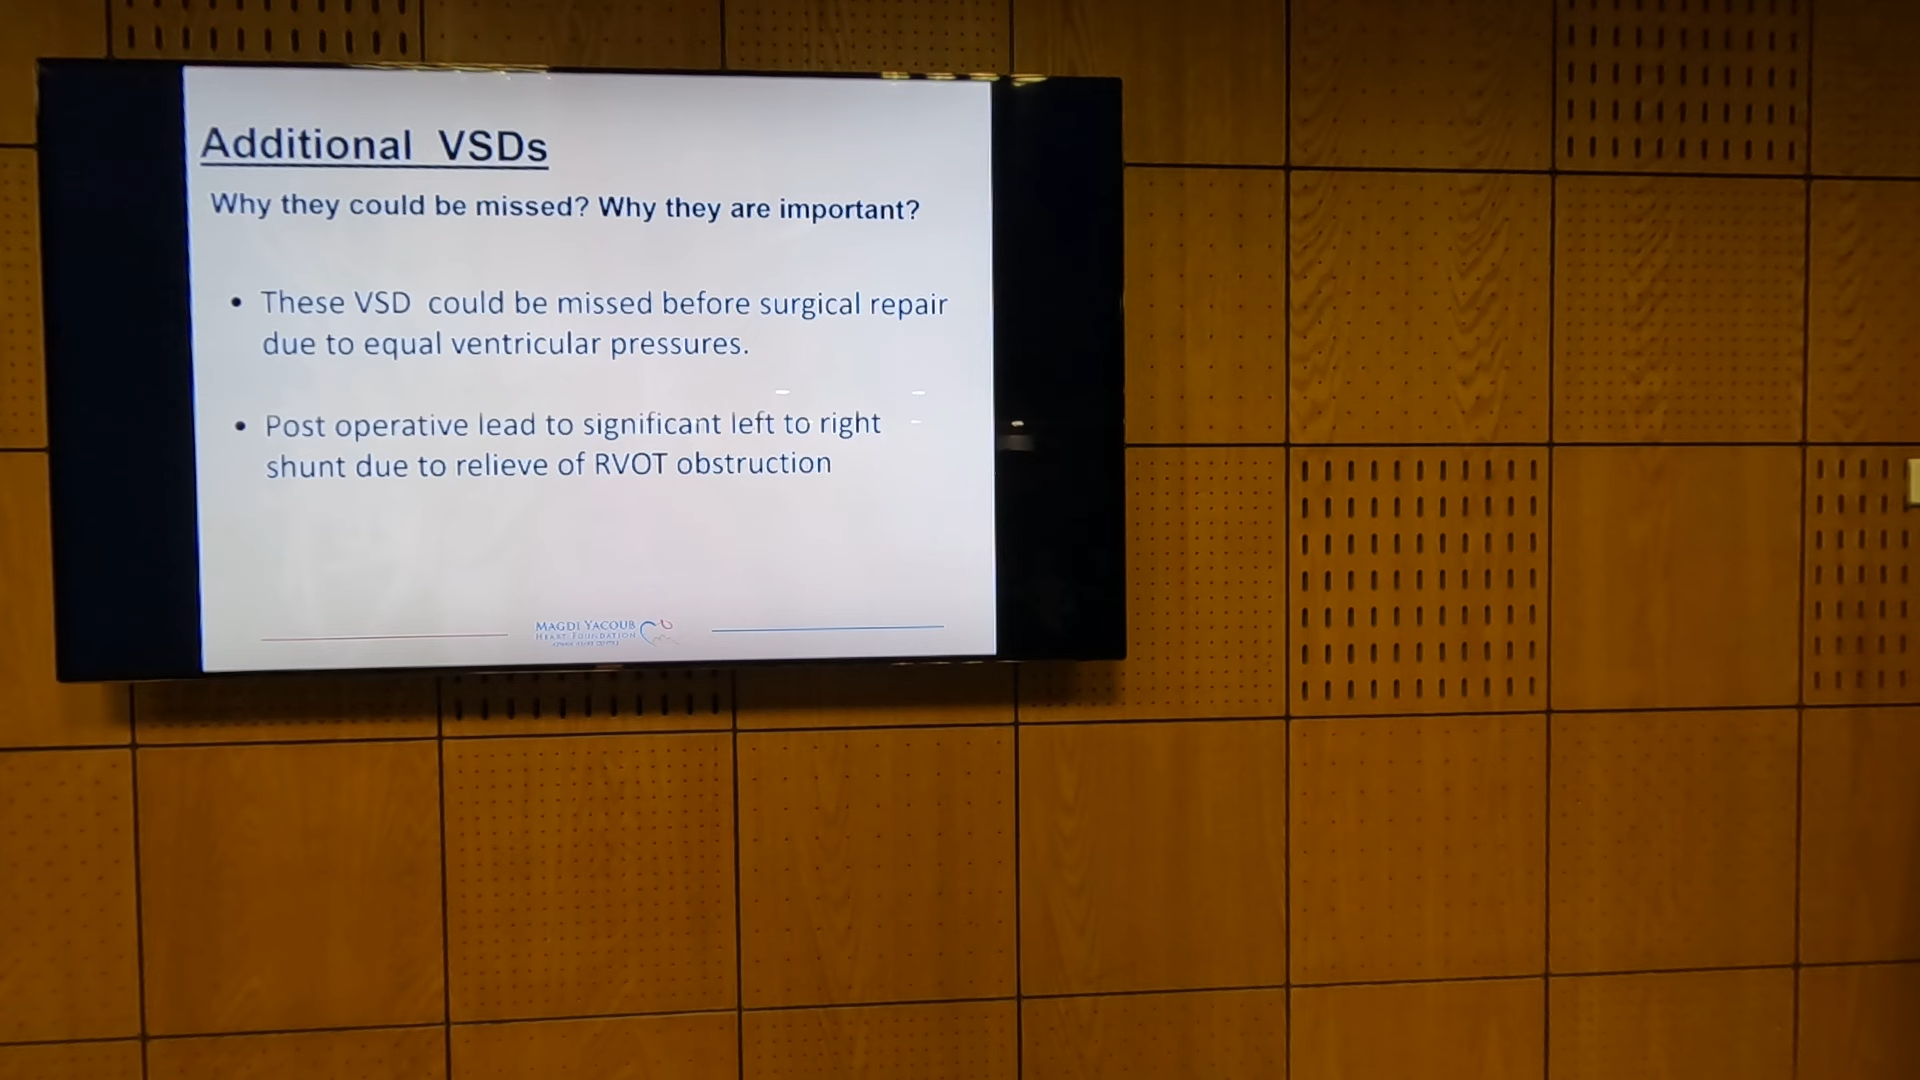 Additional VSDs
Why they could be missed? Why they are important?
• These VSD could be missed before surgical repair
due to equal ventricular pressures.
• Post operative lead to significant left to right
shunt due to relieve of RVOT obstruction
MAGDI YACOUB
HEART FOUNDATION